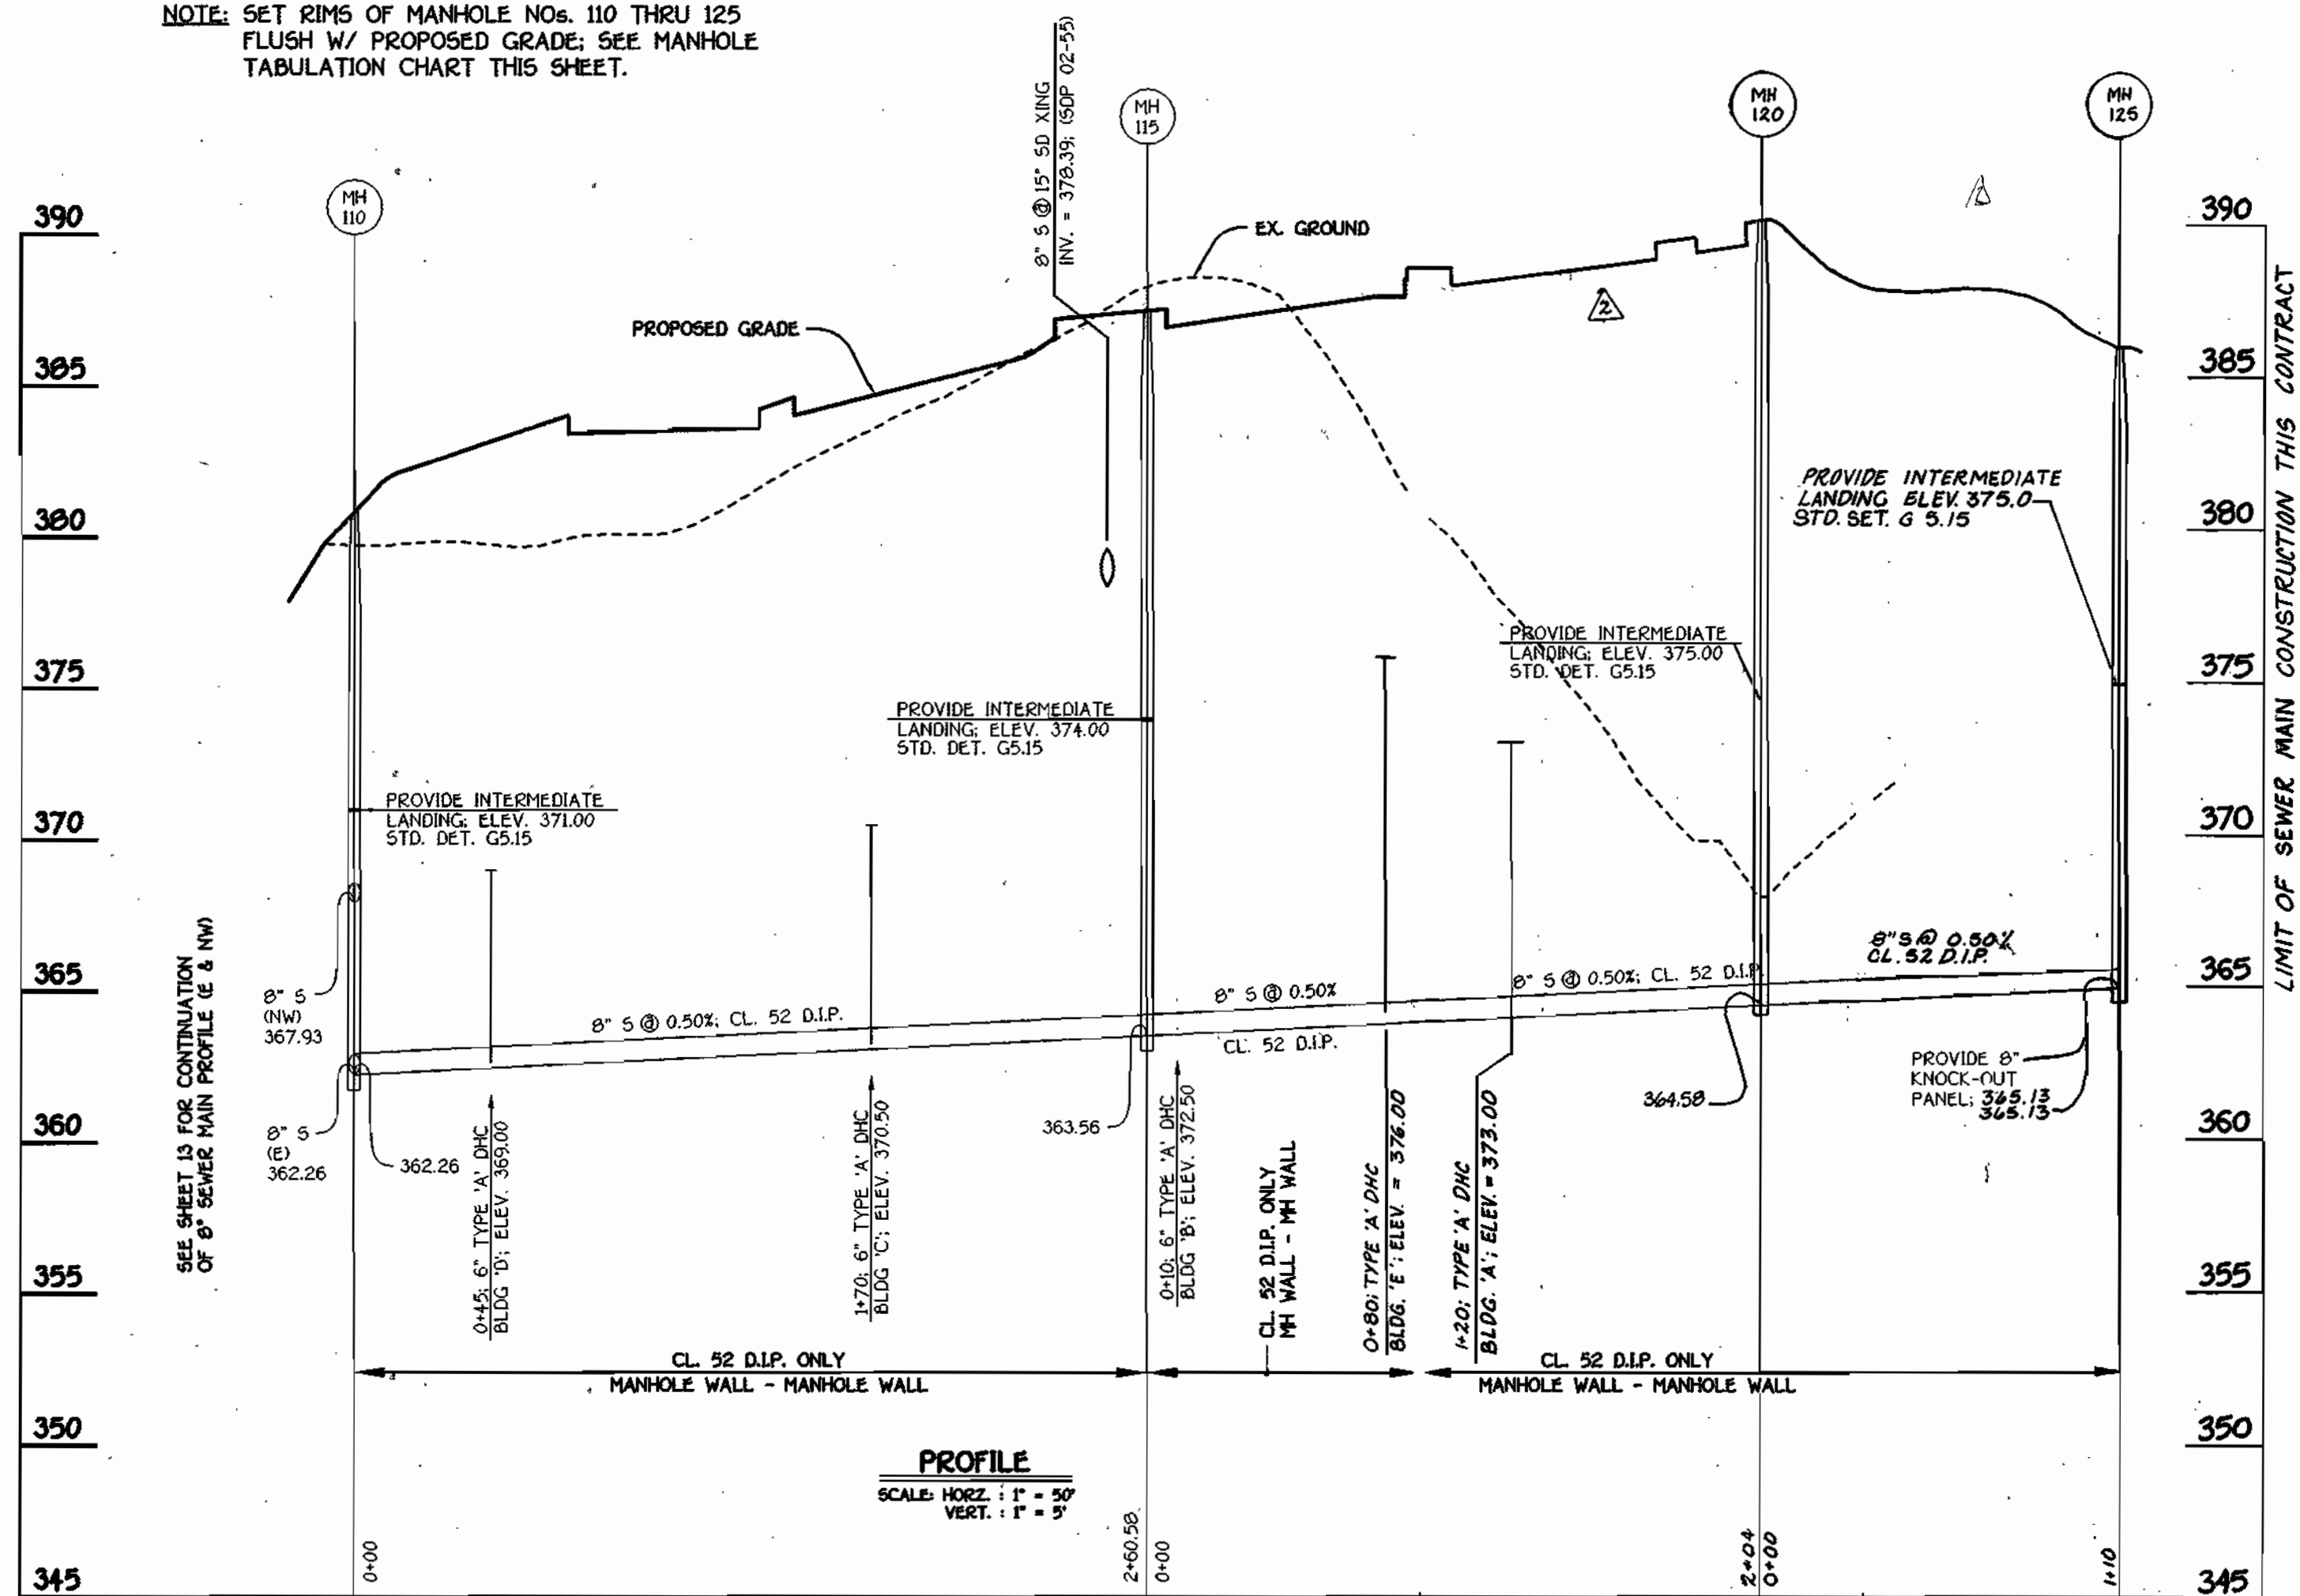 NOTE: SET RIMS OF MANHOLE NOs. 110 THRU 125
FLUSH W/ PROPOSED GRADE; SEE MANHOLE
TABULATION CHART THIS SHEET.
8" S @ 15" SD XING
INV. = 378.39; (SDP 02-55)
MH
110
MH
115
MH
120
MH
125
390
385
380
375
370
365
360
355
350
345
390
385
380
375
370
365
360
355
350
345
EX. GROUND
PROPOSED GRADE
2
PROVIDE INTERMEDIATE
LANDING ELEV. 375.0
STD. SET. G 5.15
PROVIDE INTERMEDIATE
LANDING; ELEV. 375.00
STD. DET. G5.15
PROVIDE INTERMEDIATE
LANDING; ELEV. 374.00
STD. DET. G5.15
PROVIDE INTERMEDIATE
LANDING; ELEV. 371.00
STD. DET. G5.15
LIMIT OF SEWER MAIN CONSTRUCTION THIS CONTRACT
SEE SHEET 13 FOR CONTINUATION
OF 8" SEWER MAIN PROFILE (E & NW)
8" S
(NW)
367.93
8" S
(E)
362.26
362.26
8" S @ 0.50%; CL. 52 D.I.P.
8" S @ 0.50%
CL. 52 D.I.P.
8" S @ 0.50%; CL. 52 D.I.P.
8" S @ 0.50%
CL. 52 D.I.P.
363.56
364.58
PROVIDE 8"
KNOCK-OUT
PANEL; 365.13
365.13
0+45; 6" TYPE 'A' DHC
BLDG 'D'; ELEV. 369.00
1+70; 6" TYPE 'A' DHC
BLDG 'C'; ELEV. 370.50
0+10; 6" TYPE 'A' DHC
BLDG 'B'; ELEV. 372.50
CL. 52 D.I.P. ONLY
MH WALL - MH WALL
0+80; TYPE 'A' DHC
BLDG. 'E'; ELEV. = 376.00
1+20; TYPE 'A' DHC
BLDG. 'A'; ELEV. = 373.00
CL. 52 D.I.P. ONLY
MANHOLE WALL - MANHOLE WALL
CL. 52 D.I.P. ONLY
MANHOLE WALL - MANHOLE WALL
PROFILE
SCALE: HORZ. : 1" = 50'
VERT. : 1" = 5'
0+00
2+60.58
0+00
2+04
0+00
1+10